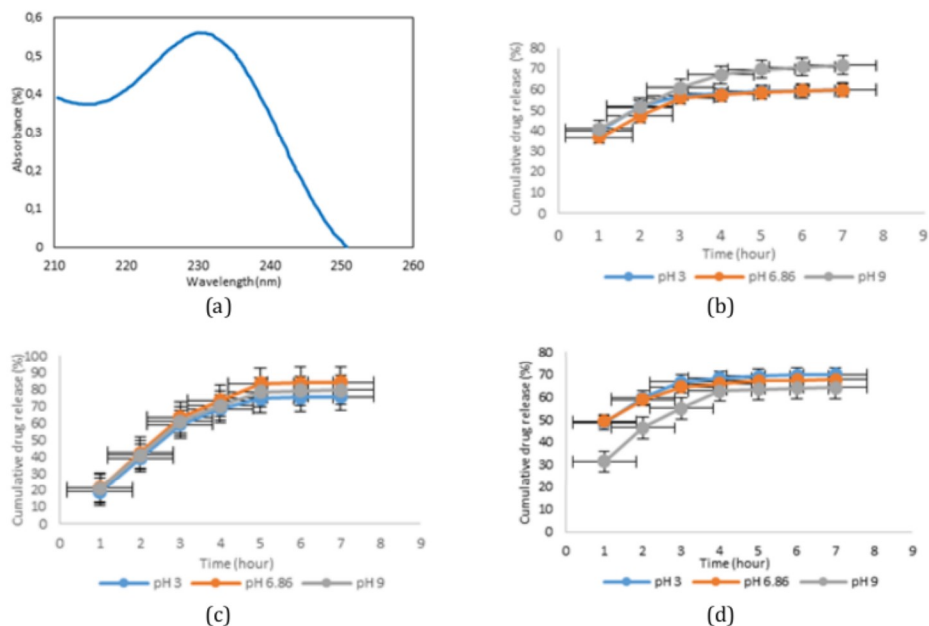 0,6
0,5
0,4
0,3
0,2
0,1
0
Absorbance (%)
210 220 230 240 250 260
Wavelength(nm)
(a)
80
70
60
50
40
30
20
10
0
Cumulative drug release (%)
0 1 2 3 4 5 6 7 8 9
Time (hour)
pH 3 pH 6.86 pH 9
(b)
100
90
80
70
60
50
40
30
20
10
0
Cumulative drug release (%)
0 1 2 3 4 5 6 7 8 9
Time (hour)
pH 3 pH 6.86 pH 9
(c)
80
70
60
50
40
30
20
10
0
Cumulative drug release (%)
0 1 2 3 4 5 6 7 8 9
Time (hour)
pH 3 pH 6.86 pH 9
(d)